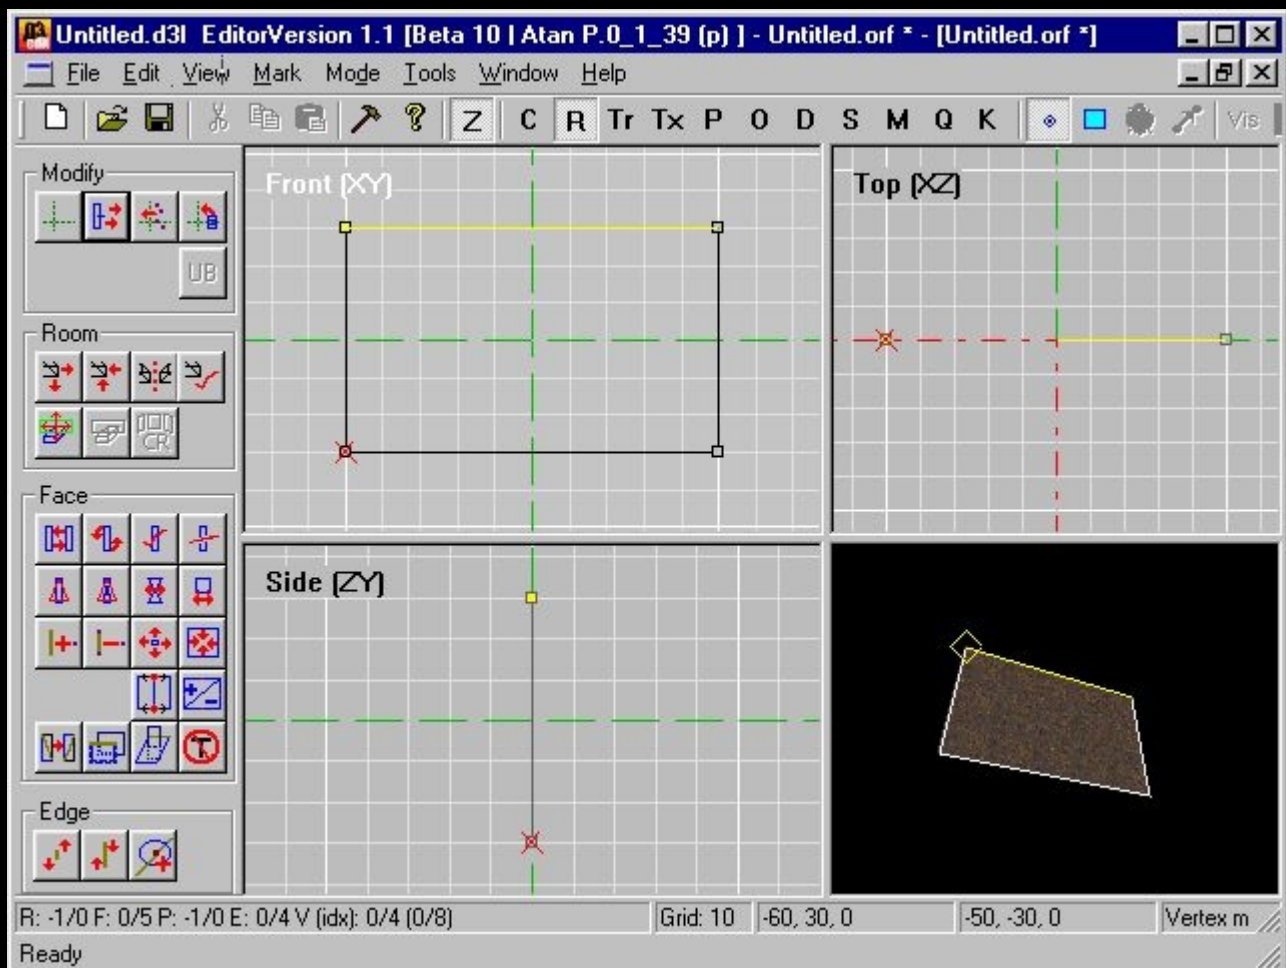 Untitled.d3l EditorVersion 1.1 [Beta 10 | Atan P.0_1_39 (p) ] - Untitled.orf * - [Untitled.orf *]
File Edit View Mark Mode Tools Window Help
Z C R Tr Tx P O D S M Q K Vis
Modify
UB
Room
CR
Face
Edge
Front (XY)
Top (XZ)
Side (ZY)
R: -1/0 F: 0/5 P: -1/0 E: 0/4 V (idx): 0/4 (0/8) Grid: 10 -60, 30, 0 -50, -30, 0 Vertex m
Ready